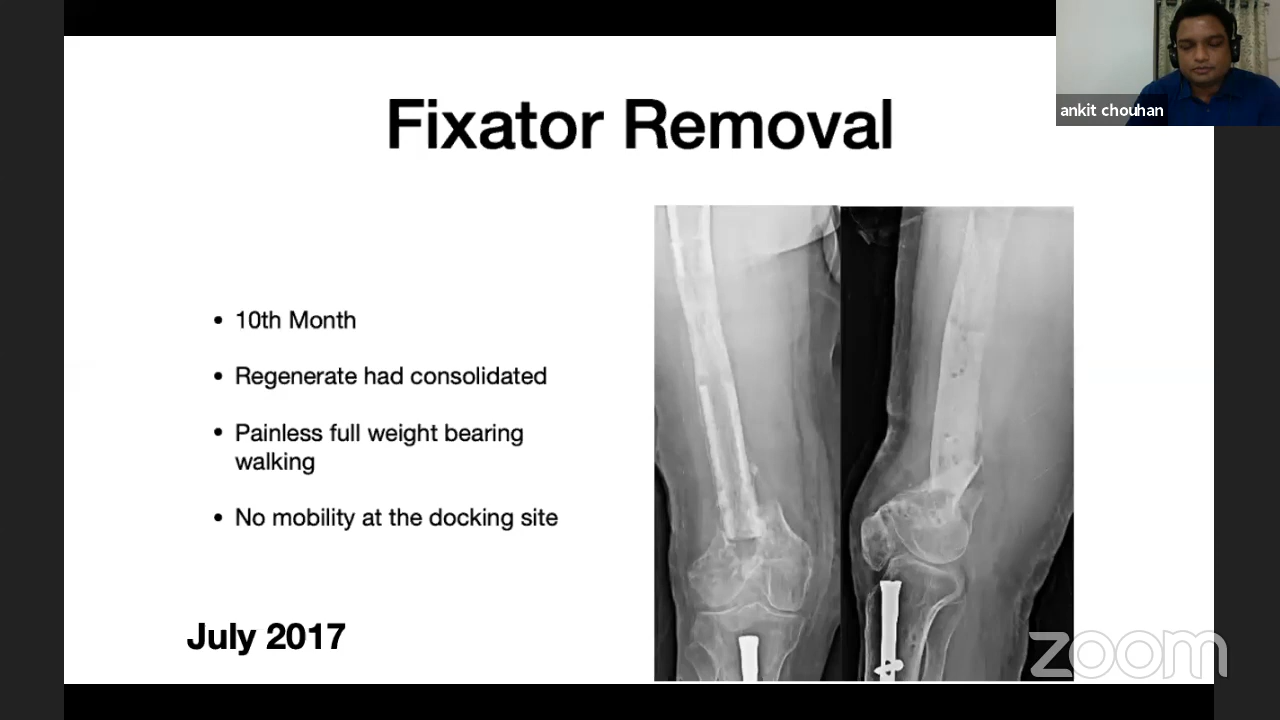 ankit chouhan
Fixator Removal
• 10th Month
• Regenerate had consolidated
• Painless full weight bearing
walking
• No mobility at the docking site
July 2017
zoom